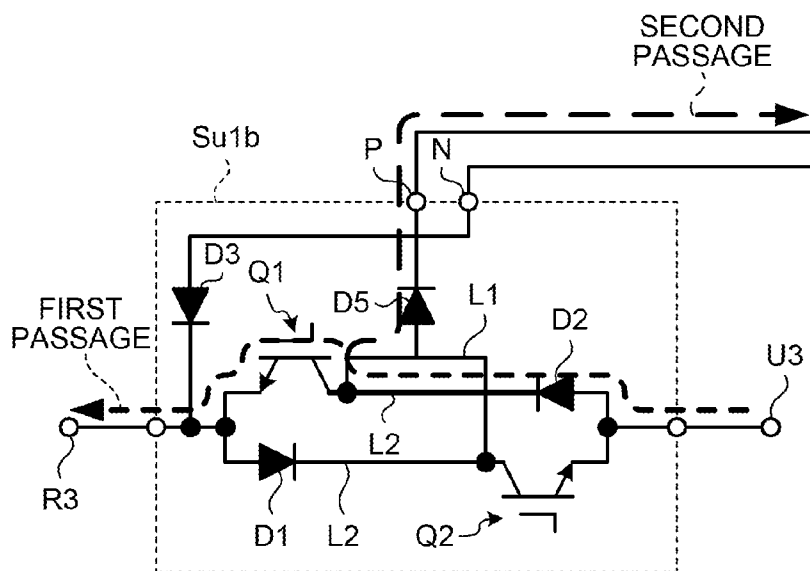 SECOND
PASSAGE
Su1b
P
N
D3
Q1
D5
L1
D2
FIRST
PASSAGE
U3
L2
R3
D1
L2
Q2